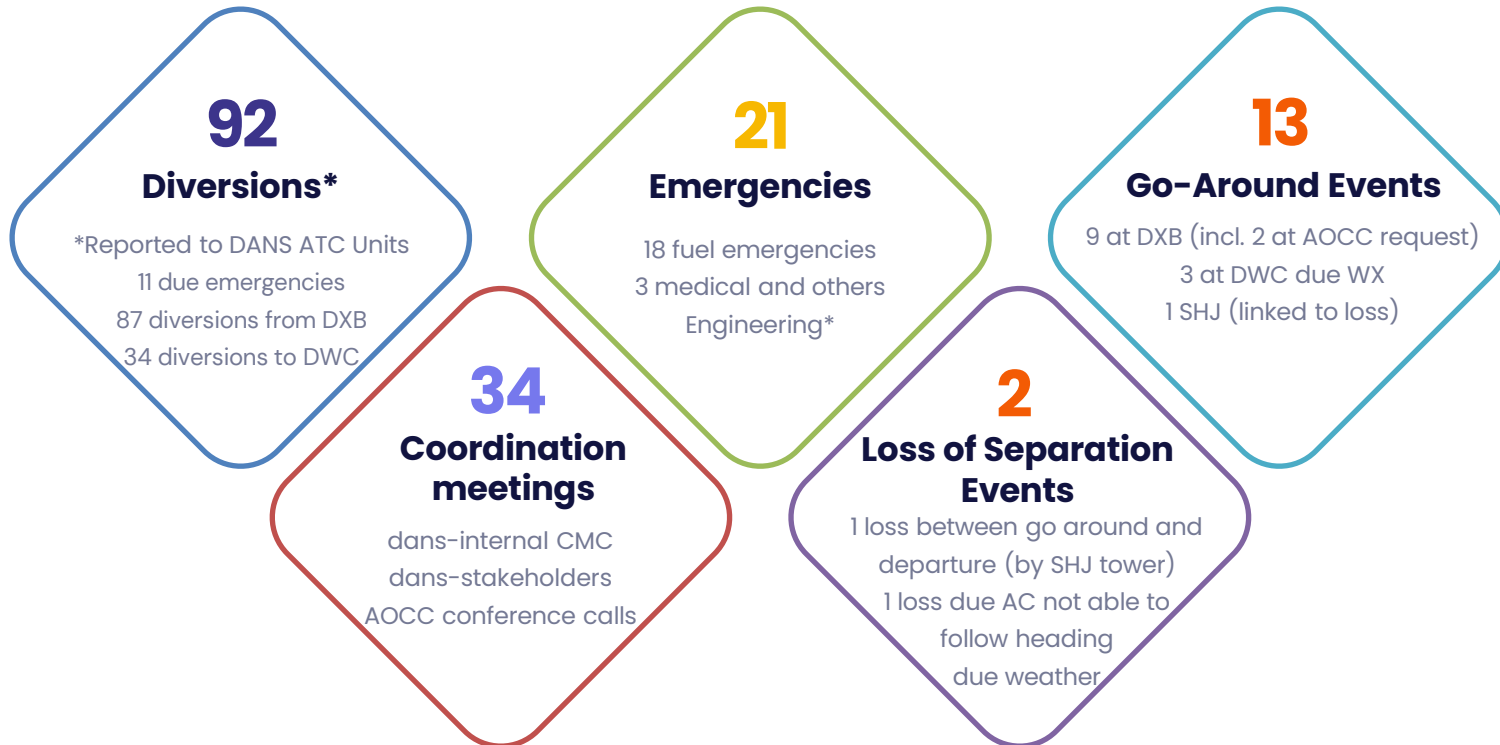 92
Diversions*
*Reported to DANS ATC Units
11 due emergencies
87 diversions from DXB
34 diversions to DWC
34
Coordination
meetings
dans-internal CMC
dans-stakeholders
AOCC conference calls
21
Emergencies
18 fuel emergencies
3 medical and others
Engineering*
2
Loss of Separation
Events
1 loss between go around and
departure (by SHJ tower)
1 loss due AC not able to
follow heading
due weather
13
Go-Around Events
9 at DXB (incl. 2 at AOCC request)
3 at DWC due WX
1 SHJ (linked to loss)